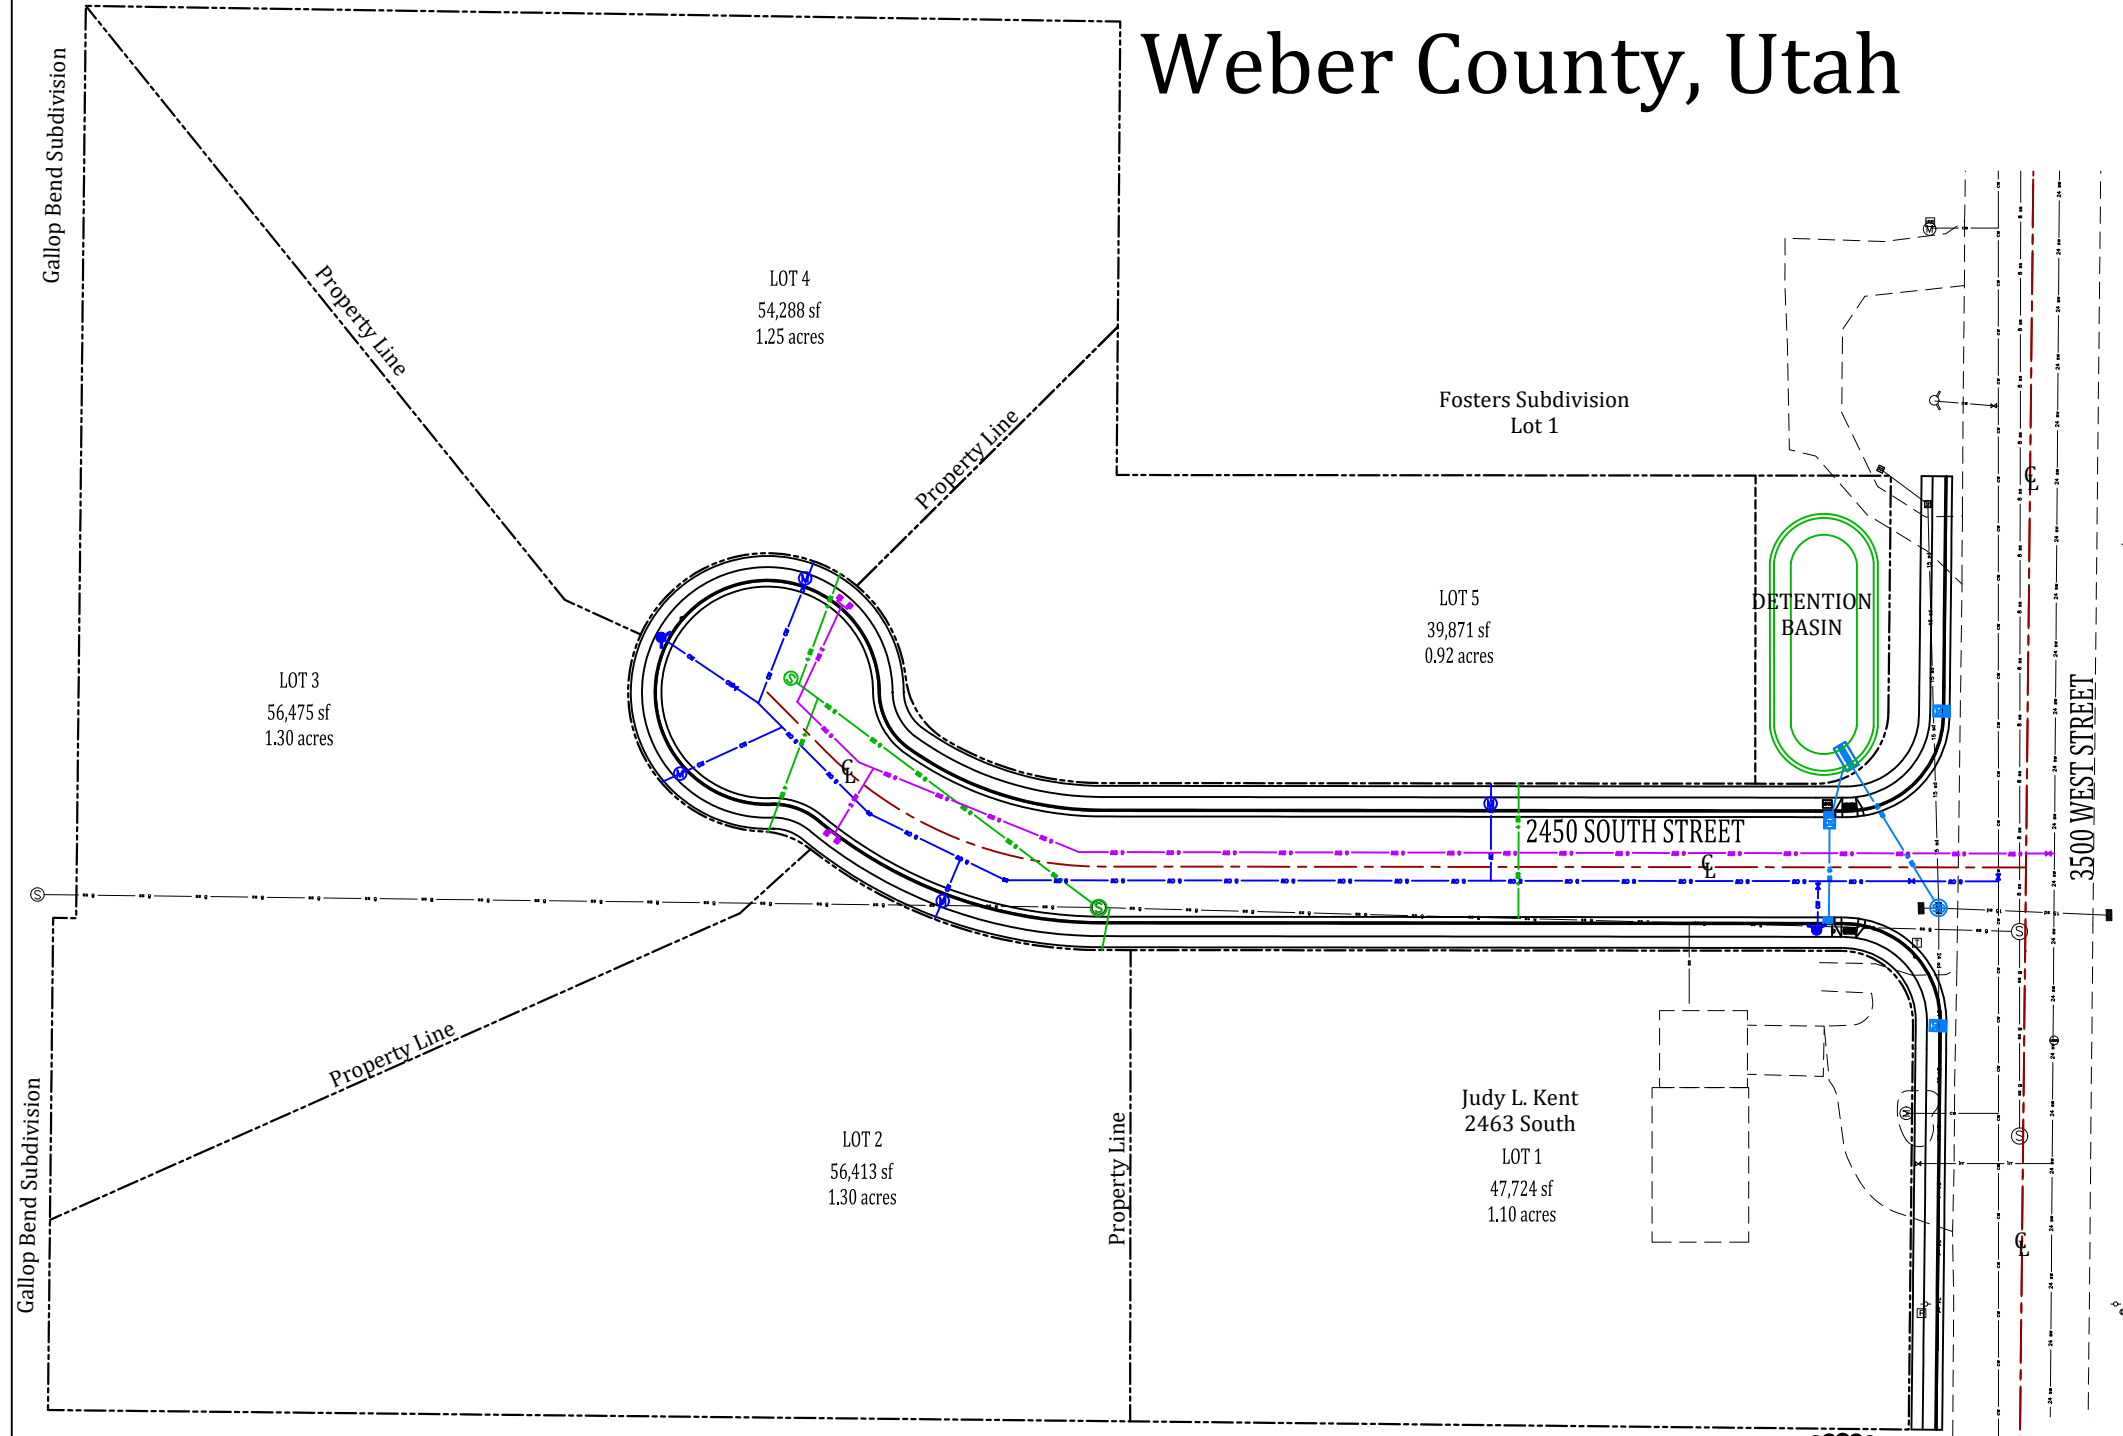 Weber County, Utah
Gallop Bend Subdivision
Property Line
LOT 4
54,288 sf
1.25 acres
Property Line
Fosters Subdivision
Lot 1
LOT 5
39,871 sf
0.92 acres
DETENTION
BASIN
LOT 3
56,475 sf
1.30 acres
2450 SOUTH STREET
3500 WEST STREET
Property Line
Gallop Bend Subdivision
LOT 2
56,413 sf
1.30 acres
Property Line
Judy L. Kent
2463 South
LOT 1
47,724 sf
1.10 acres